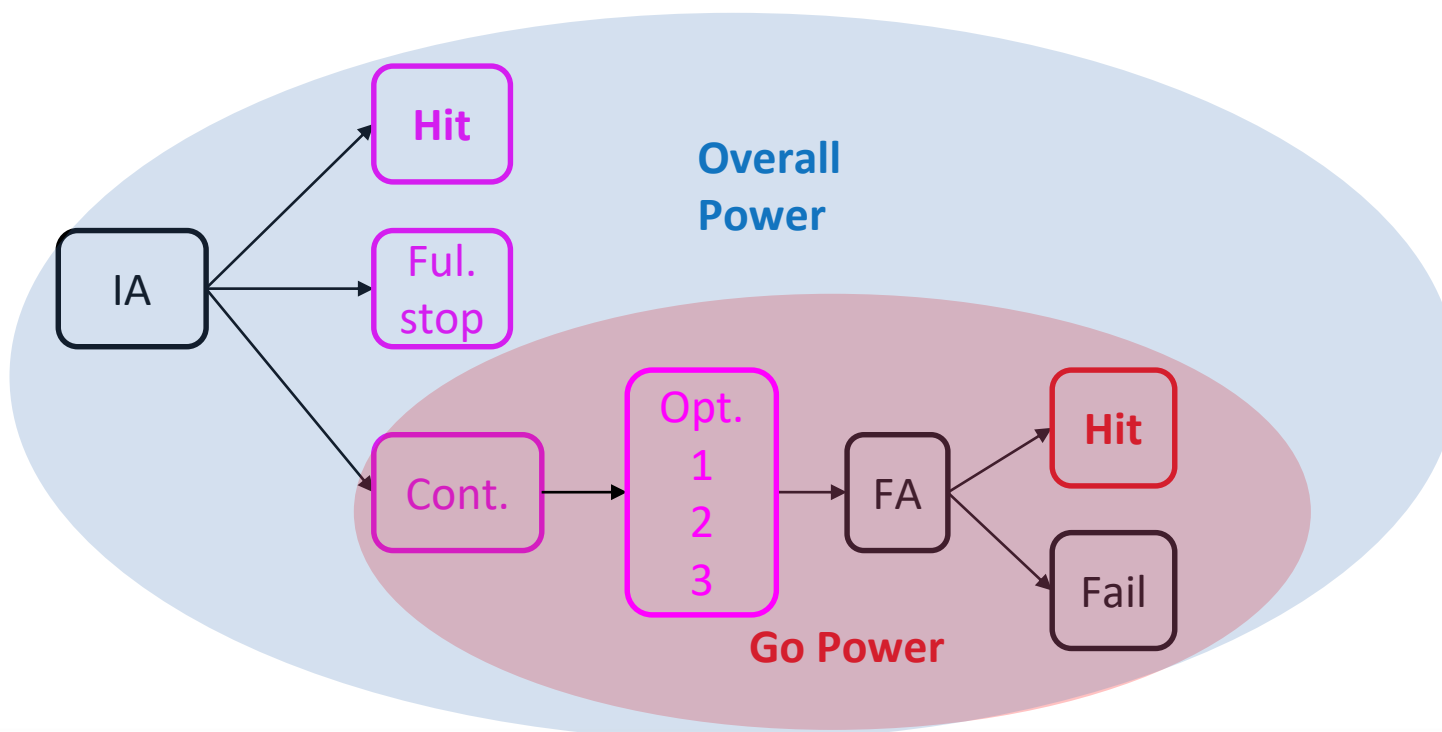 Hit
Overall
Power
IA
Ful.
stop
Opt.
1
2
3
Hit
Cont.
FA
Fail
Go Power